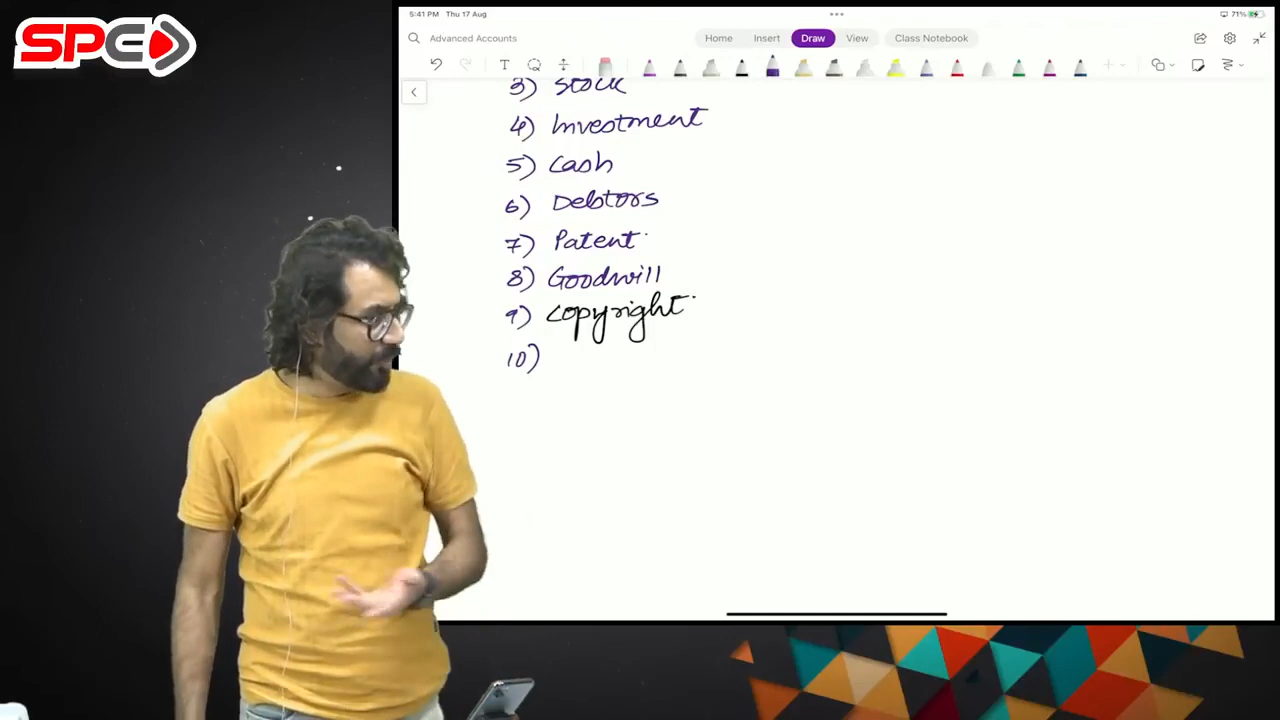 SPE
5:41 PM Thu 17 Aug
71%
Advanced Accounts
Home Insert Draw View Class Notebook
3) Stock
4) Investment
5) Cash
6) Debtors
7) Patent
8) Goodwill
9) Copyright
10)